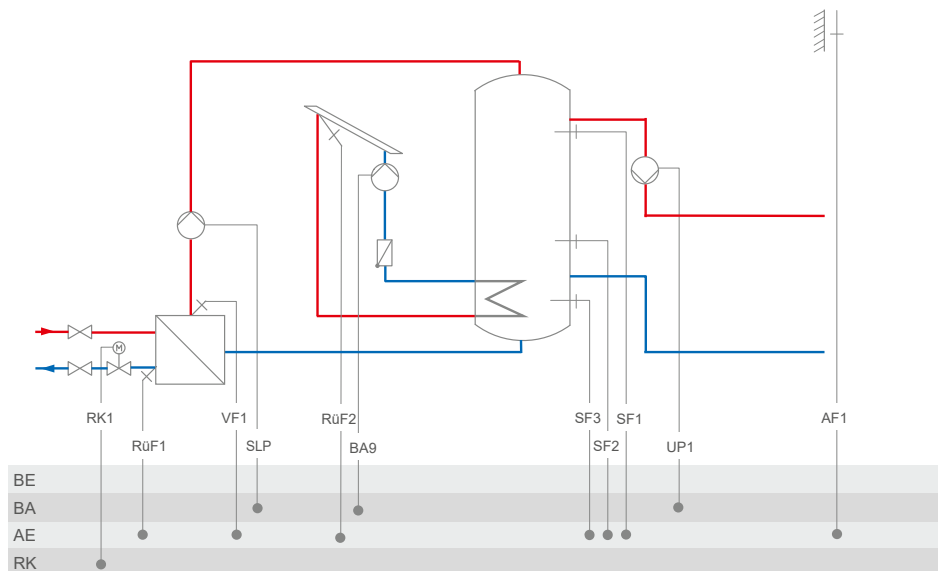 M
RK1
VF1
RüF2
SF3
SF1
AF1
RüF1
SLP
BA9
SF2
UP1
BE
BA
AE
RK